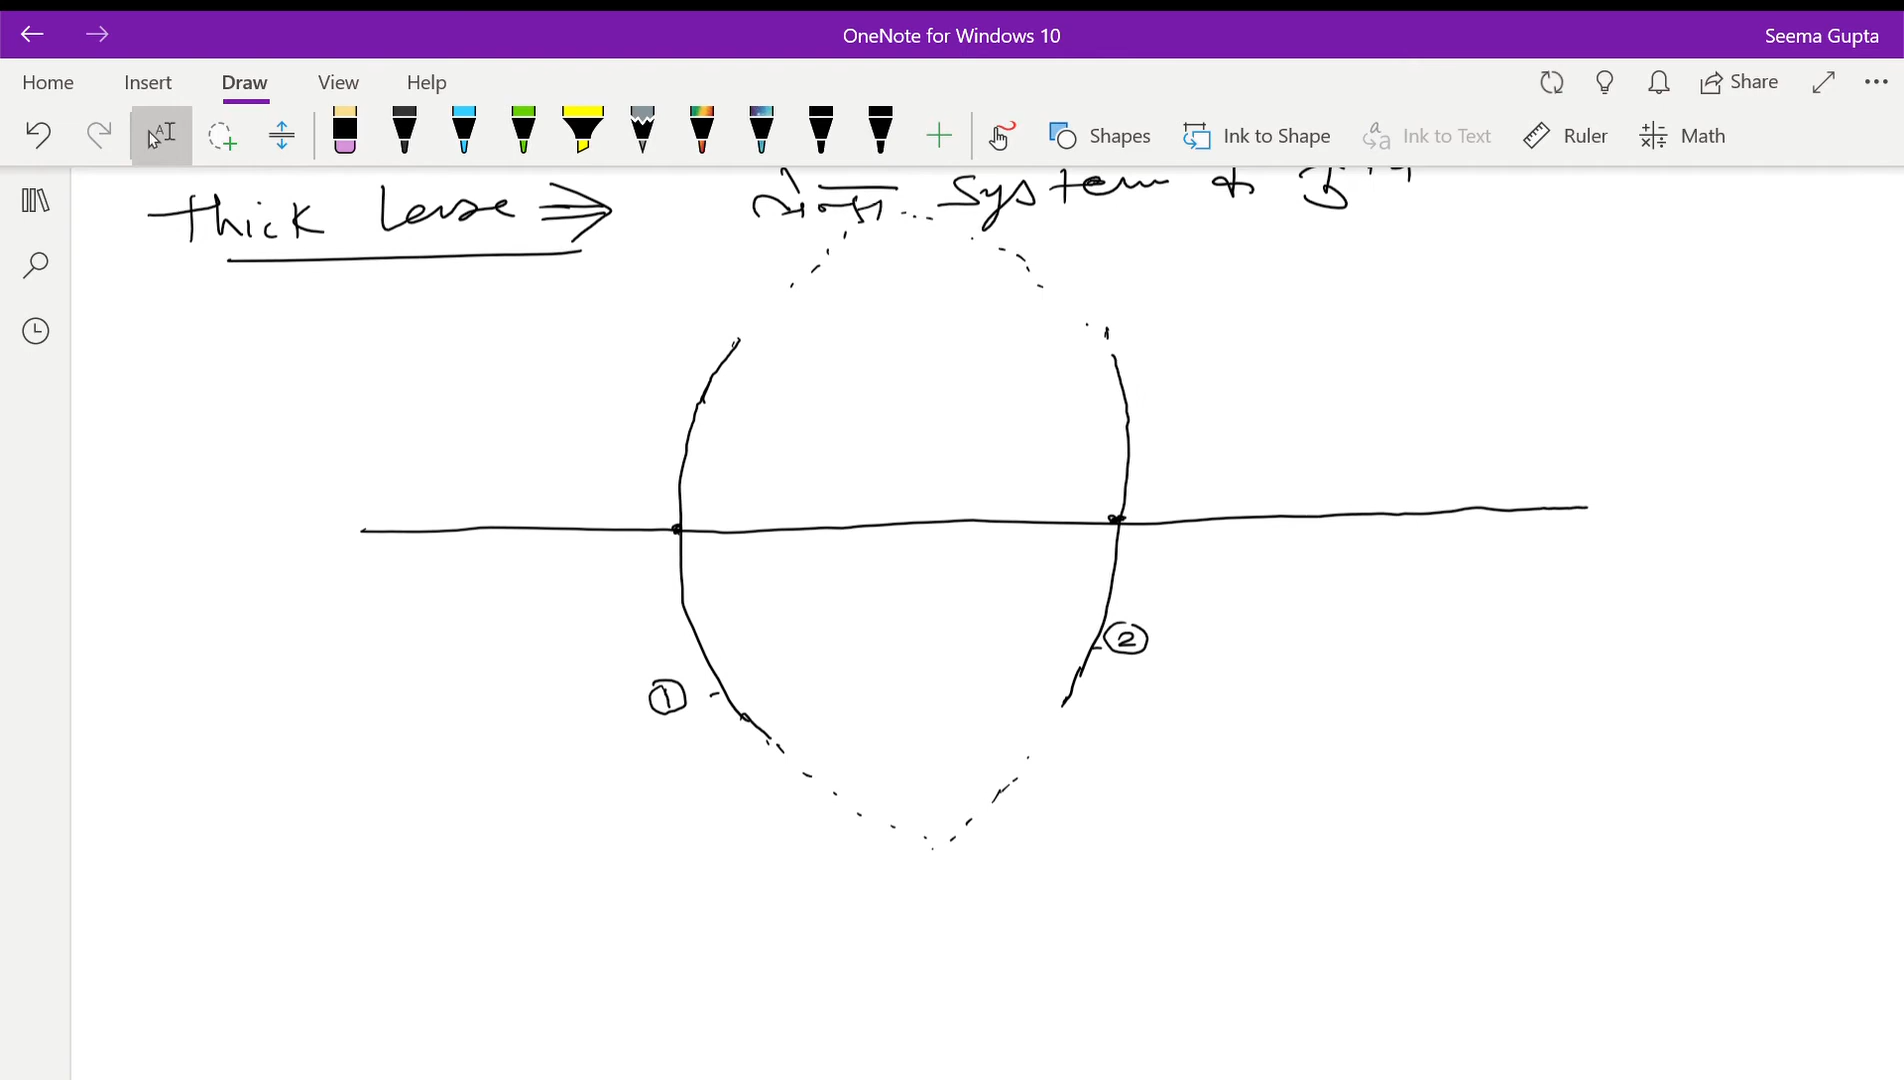 OneNote for Windows 10
Seema Gupta
Home Insert Draw View Help
Share
Shapes Ink to Shape Ink to Text Ruler Math
thick Lense ⇒ System
①
②